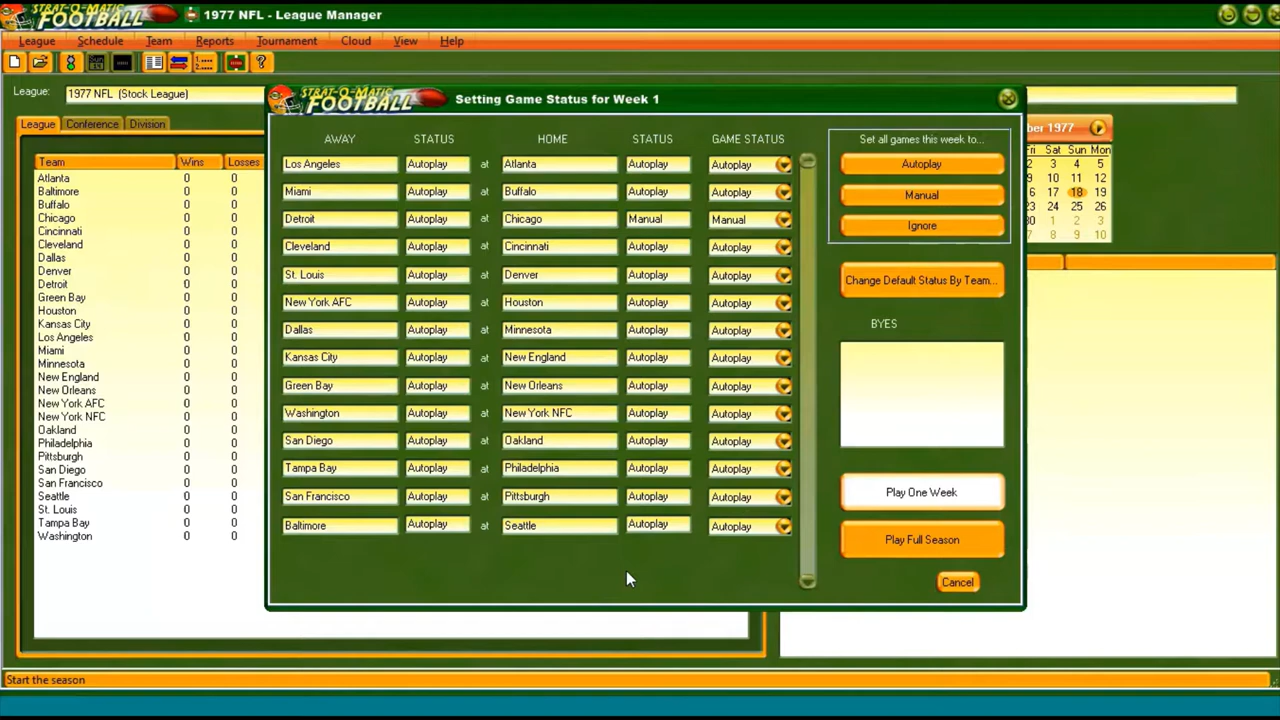 STRAT-O-MATIC FOOTBALL 1977 NFL - League Manager
League Schedule Team Reports Tournament Cloud View Help
League: 1977 NFL (Stock League)
League Conference Division
Team Wins Losses
Atlanta 0 0
Baltimore 0 0
Buffalo 0 0
Chicago 0 0
Cincinnati 0 0
Cleveland 0 0
Dallas 0 0
Denver 0 0
Detroit 0 0
Green Bay 0 0
Houston 0 0
Kansas City 0 0
Los Angeles 0 0
Miami 0 0
Minnesota 0 0
New England 0 0
New Orleans 0 0
New York AFC 0 0
New York NFC 0 0
Oakland 0 0
Philadelphia 0 0
Pittsburgh 0 0
San Diego 0 0
San Francisco 0 0
Seattle 0 0
St. Louis 0 0
Tampa Bay 0 0
Washington 0 0
STRAT-O-MATIC FOOTBALL Setting Game Status for Week 1
AWAY STATUS HOME STATUS GAME STATUS
Los Angeles Autoplay at Atlanta Autoplay Autoplay
Miami Autoplay at Buffalo Autoplay Autoplay
Detroit Autoplay at Chicago Manual Manual
Cleveland Autoplay at Cincinnati Autoplay Autoplay
St. Louis Autoplay at Denver Autoplay Autoplay
New York AFC Autoplay at Houston Autoplay Autoplay
Dallas Autoplay at Minnesota Autoplay Autoplay
Kansas City Autoplay at New England Autoplay Autoplay
Green Bay Autoplay at New Orleans Autoplay Autoplay
Washington Autoplay at New York NFC Autoplay Autoplay
San Diego Autoplay at Oakland Autoplay Autoplay
Tampa Bay Autoplay at Philadelphia Autoplay Autoplay
San Francisco Autoplay at Pittsburgh Autoplay Autoplay
Baltimore Autoplay at Seattle Autoplay Autoplay
Set all games this week to...
Autoplay
Manual
Ignore
Change Default Status By Team...
BYES
Play One Week
Play Full Season
Cancel
ber 1977
Fri Sat Sun Mon Tue
2 3 4 5 6
9 10 11 12 13
16 17 18 19 20
23 24 25 26 27
30 1 2 3 4
7 8 9 10
Start the season